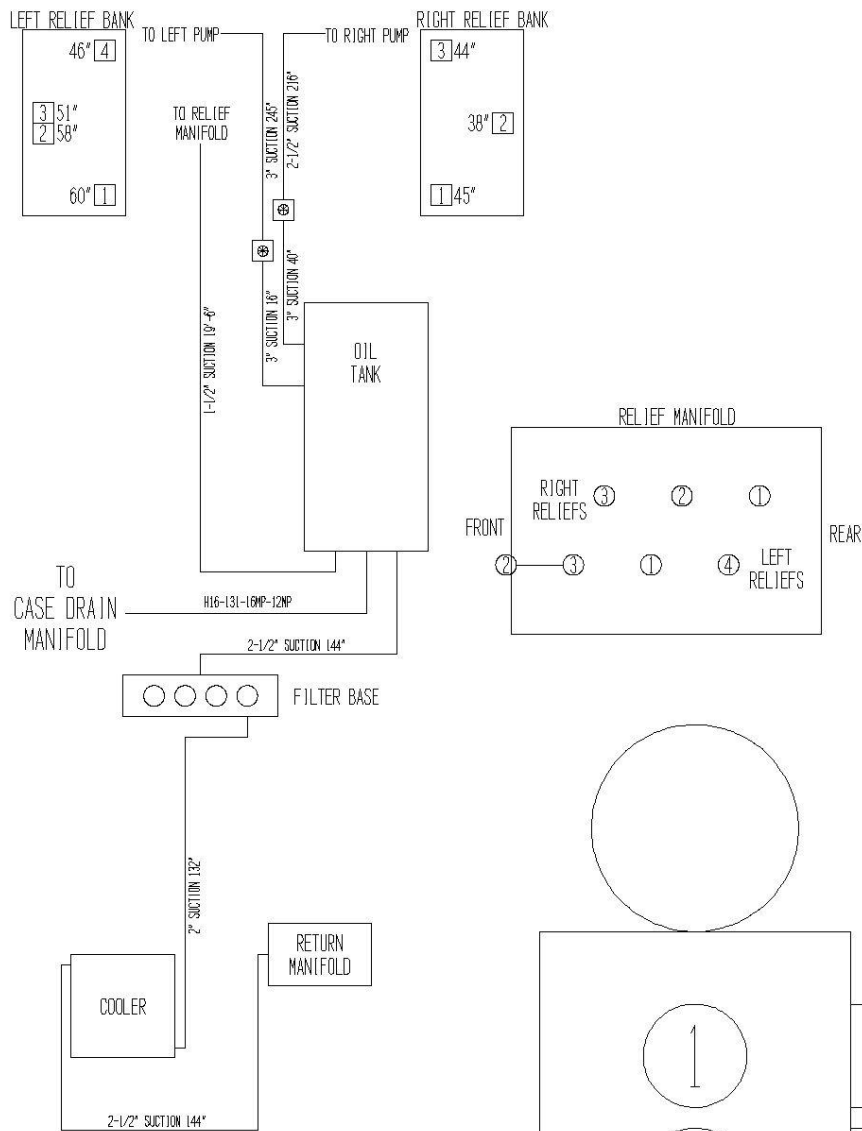 LEFT RELIEF BANK
46" 4
3 51"
2 58"
60" 1
TO LEFT PUMP
TO RIGHT PUMP
RIGHT RELIEF BANK
3 44"
38" 2
1 45"
TO RELIEF
MANIFOLD
3" SUCTION 245"
2-1/2" SUCTION 216"
3" SUCTION 16"
3" SUCTION 40"
1-1/2" SUCTION 19'-6"
OIL
TANK
RELIEF MANIFOLD
RIGHT
RELIEFS
3 2 1
FRONT
REAR
2 3 1 4
LEFT
RELIEFS
TO
CASE DRAIN
MANIFOLD
H16-131-16MP-12NP
2-1/2" SUCTION 144"
FILTER BASE
2" SUCTION 132"
RETURN
MANIFOLD
COOLER
2-1/2" SUCTION 144"
1